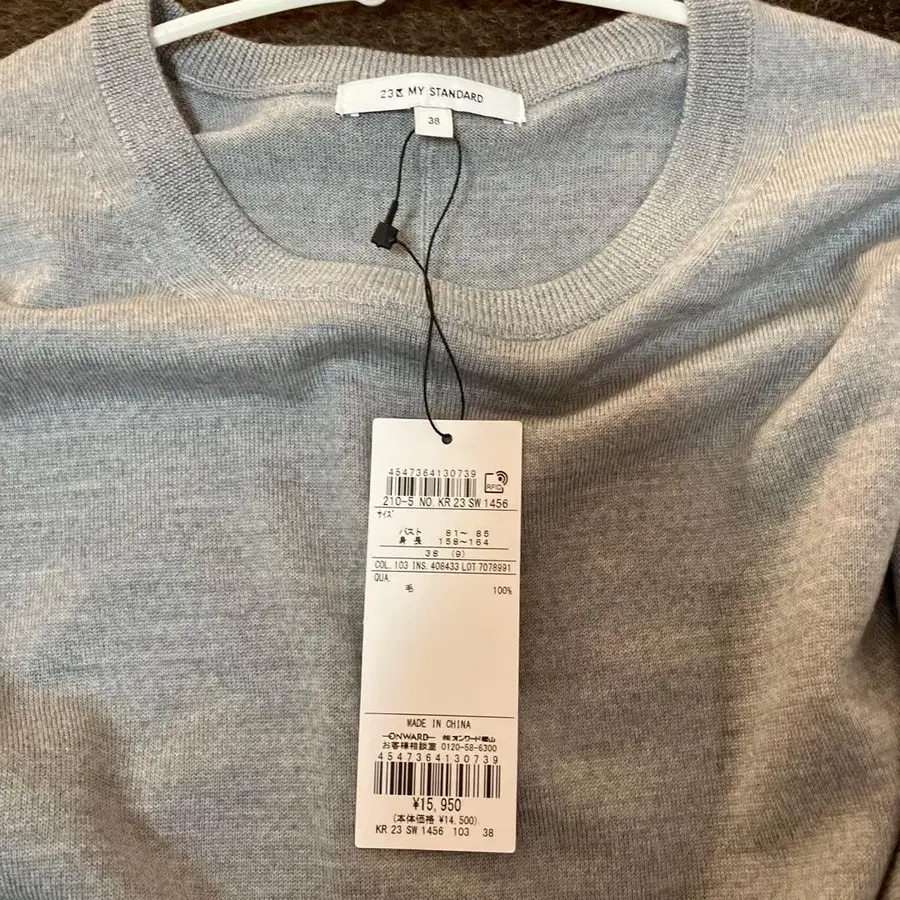 23区 MY STANDARD
38
4547364130739
RFID
210-5 NO. KR 23 SW 1456
サイズ
バスト 81～ 85
身長 158～164
38 (9)
COL. 103 INS. 408433 LOT 7078991
QUA.
毛 100%
MADE IN CHINA
ONWARD ㈱オンワード樫山
お客様相談室 0120-58-6300
4547364130739
¥15,950
(本体価格 ¥14,500)
KR 23 SW 1456 103 38